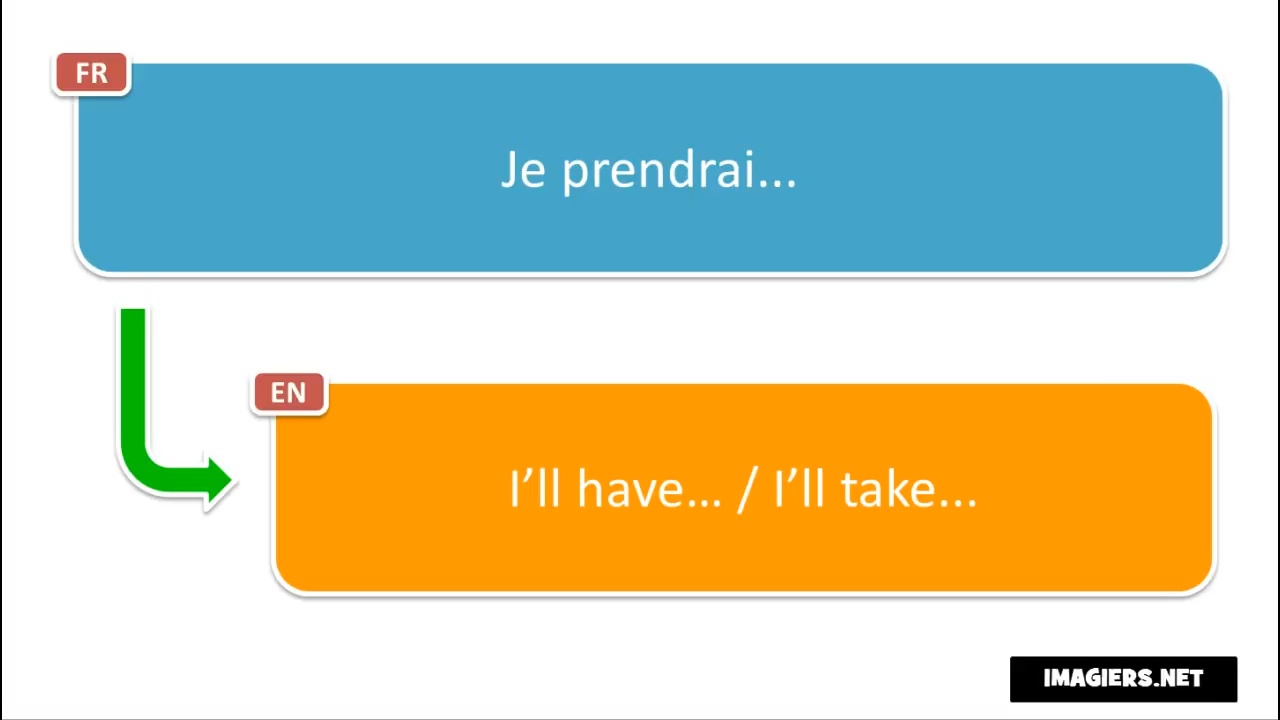 FR
Je prendrai...
EN
I’ll have... / I’ll take...
IMAGIERS.NET